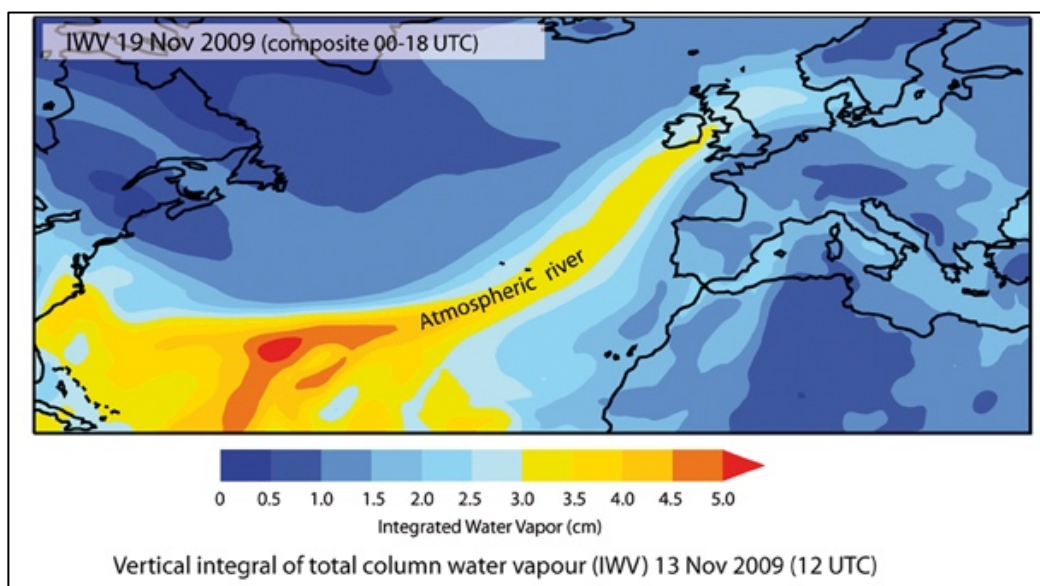 IWV 19 Nov 2009 (composite 00-18 UTC)
Atmospheric river
0 0.5 1.0 1.5 2.0 2.5 3.0 3.5 4.0 4.5 5.0
Integrated Water Vapor (cm)
Vertical integral of total column water vapour (IWV) 13 Nov 2009 (12 UTC)